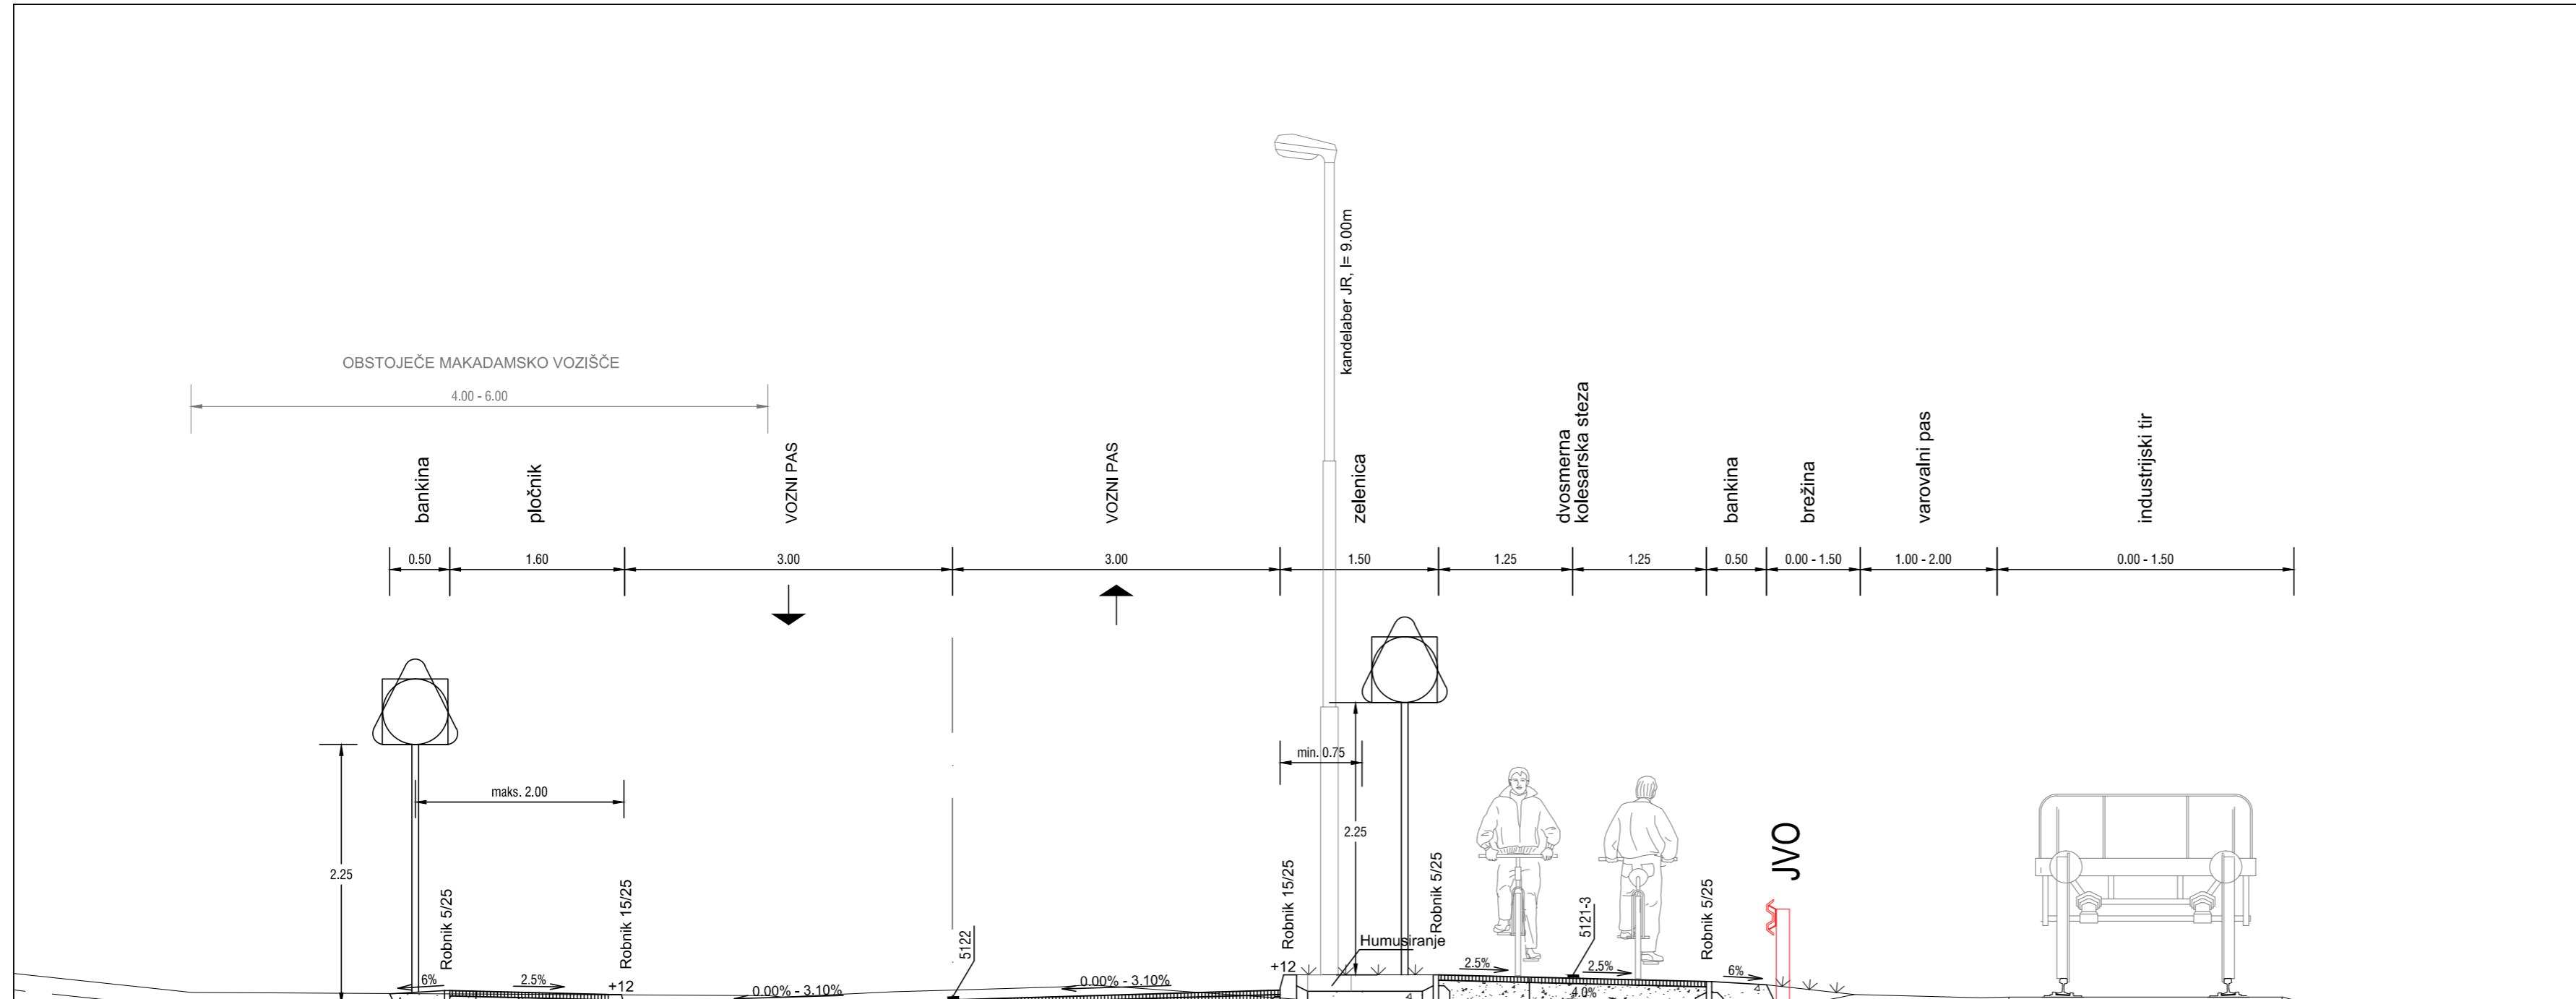 kandelaber JR, l= 9.00m
OBSTOJEČE MAKADAMSKO VOZIŠČE
4.00 - 6.00
bankina
pločnik
VOZNI PAS
VOZNI PAS
zelenica
dvosmerna
kolesarska steza
bankina
brežina
varovalni pas
industrijski tir
0.50
1.60
3.00
3.00
1.50
1.25
1.25
0.50
0.00 - 1.50
1.00 - 2.00
0.00 - 1.50
min. 0.75
maks. 2.00
2.25
2.25
JVO
Robnik 5/25
Robnik 15/25
5122
Robnik 15/25
Robnik 5/25
5121-3
Robnik 5/25
Humusiranje
6%
2.5%
+12
0.00% - 3.10%
0.00% - 3.10%
+12
2.5%
2.5%
6%
4.0%